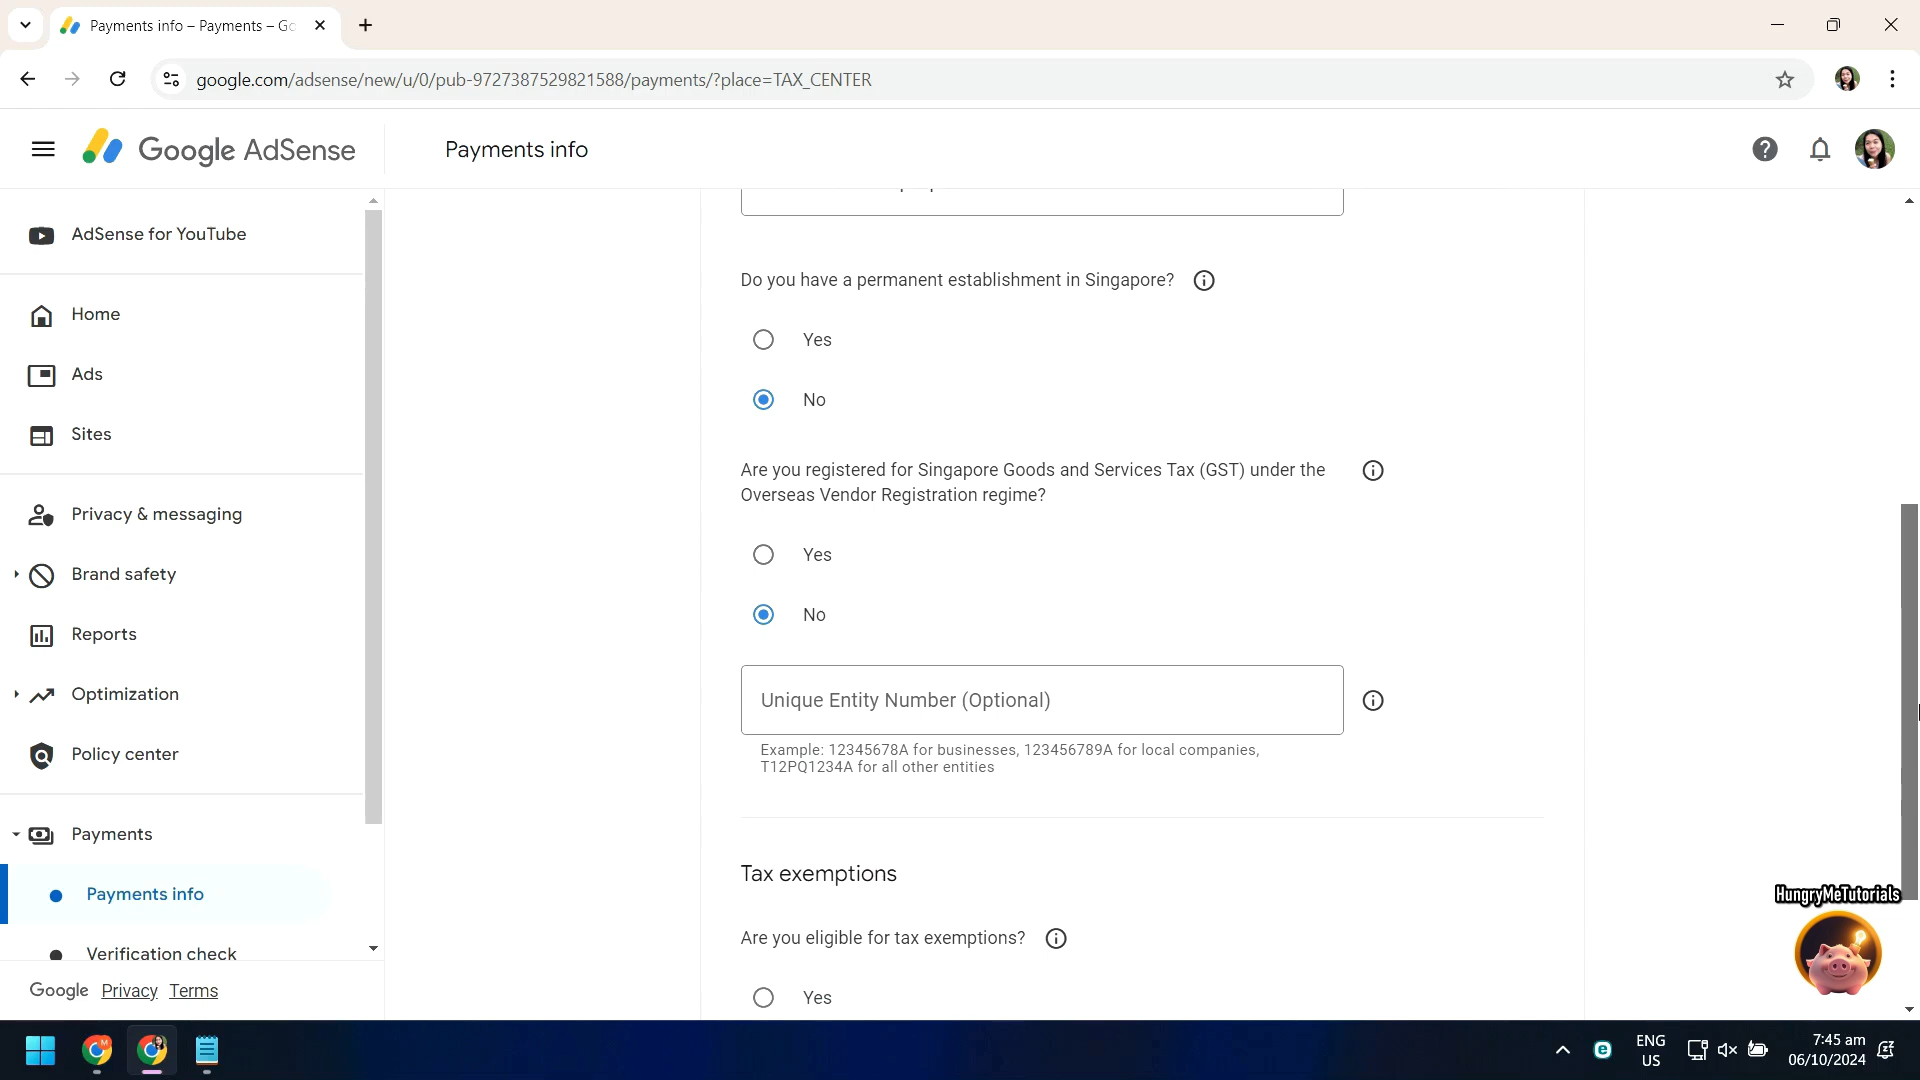 Payments info – Payments – Go
google.com/adsense/new/u/0/pub-9727387529821588/payments/?place=TAX_CENTER
Google AdSense
Payments info
AdSense for YouTube
Home
Ads
Sites
Privacy & messaging
Brand safety
Reports
Optimization
Policy center
Payments
Payments info
Verification check
Google Privacy Terms
Do you have a permanent establishment in Singapore?
Yes
No
Are you registered for Singapore Goods and Services Tax (GST) under the
Overseas Vendor Registration regime?
Yes
No
Unique Entity Number (Optional)
Example: 12345678A for businesses, 123456789A for local companies,
T12PQ1234A for all other entities
Tax exemptions
Are you eligible for tax exemptions?
Yes
HungryMeTutorials
ENG
US
7:45 am
06/10/2024